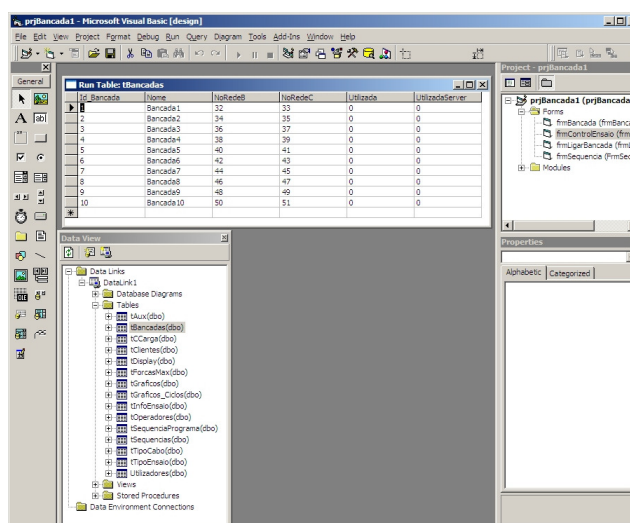 prjBancada1 - Microsoft Visual Basic [design]
File Edit View Project Format Debug Run Query Diagram Tools Add-Ins Window Help
General
Run Table: tBancadas
Id_Bancada Nome NoRedeB NoRedeC Utilizada UtilizadaServer
1 Bancada1 32 33 0 0
2 Bancada2 34 35 0 0
3 Bancada3 36 37 0 0
4 Bancada4 38 39 0 0
5 Bancada5 40 41 0 0
6 Bancada6 42 43 0 0
7 Bancada7 44 45 0 0
8 Bancada8 46 47 0 0
9 Bancada9 48 49 0 0
10 Bancada10 50 51 0 0
Data View
Data Links
DataLink1
Database Diagrams
Tables
tAux(dbo)
tBancadas(dbo)
tCCarga(dbo)
tClientes(dbo)
tDisplay(dbo)
tForcasMax(dbo)
tGraficos(dbo)
tGraficos_Ciclos(dbo)
tInfoEnsaio(dbo)
tOperadores(dbo)
tSequenciaPrograma(dbo)
tSequencias(dbo)
tTipoCabo(dbo)
tTipoEnsaio(dbo)
Utilizadores(dbo)
Views
Stored Procedures
Data Environment Connections
Project - prjBancada1
prjBancada1 (prjBancada
Forms
frmBancada (frmBanc
frmControlEnsaio (frm
frmLigarBancada (frm
frmSequencia (FrmSec
Modules
Properties
Alphabetic Categorized